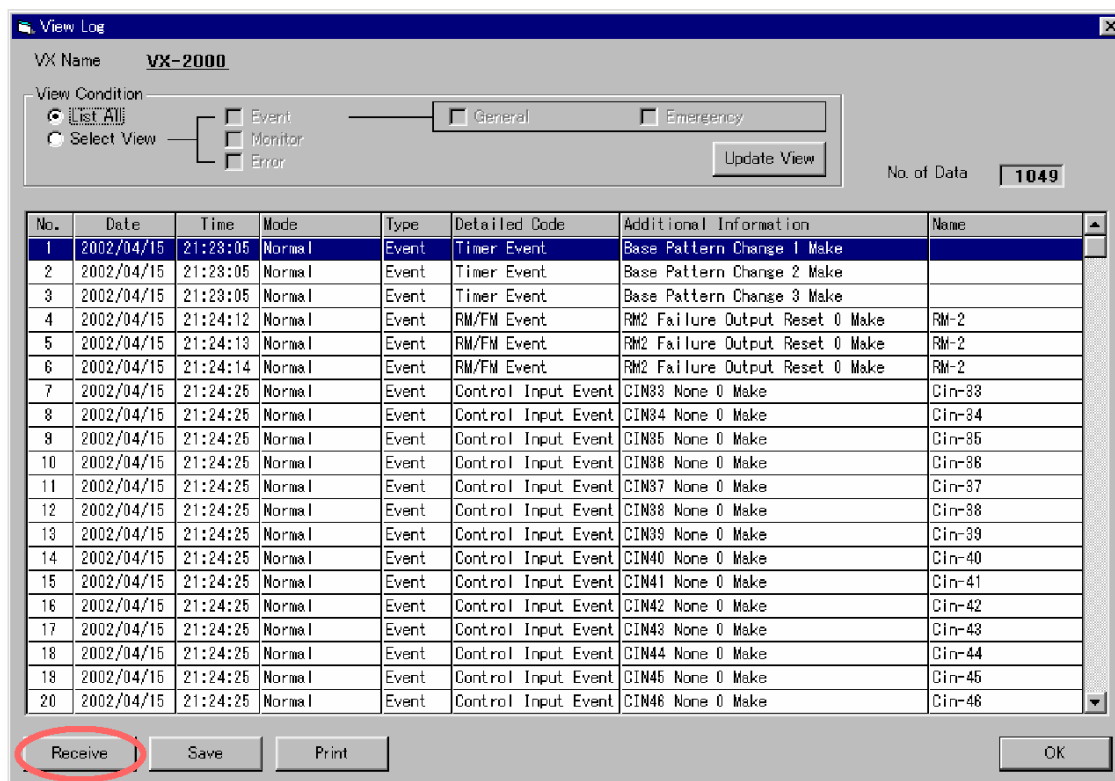 View Log
VX Name VX-2000
View Condition
List All Event General Emergency
Select View Monitor
Error
Update View
No. of Data 1049
No. Date Time Mode Type Detailed Code Additional Information Name
1 2002/04/15 21:23:05 Normal Event Timer Event Base Pattern Change 1 Make
2 2002/04/15 21:23:05 Normal Event Timer Event Base Pattern Change 2 Make
3 2002/04/15 21:23:05 Normal Event Timer Event Base Pattern Change 3 Make
4 2002/04/15 21:24:12 Normal Event RM/FM Event RM2 Failure Output Reset 0 Make RM-2
5 2002/04/15 21:24:13 Normal Event RM/FM Event RM2 Failure Output Reset 0 Make RM-2
6 2002/04/15 21:24:14 Normal Event RM/FM Event RM2 Failure Output Reset 0 Make RM-2
7 2002/04/15 21:24:25 Normal Event Control Input Event CIN33 None 0 Make Cin-33
8 2002/04/15 21:24:25 Normal Event Control Input Event CIN34 None 0 Make Cin-34
9 2002/04/15 21:24:25 Normal Event Control Input Event CIN35 None 0 Make Cin-35
10 2002/04/15 21:24:25 Normal Event Control Input Event CIN36 None 0 Make Cin-36
11 2002/04/15 21:24:25 Normal Event Control Input Event CIN37 None 0 Make Cin-37
12 2002/04/15 21:24:25 Normal Event Control Input Event CIN38 None 0 Make Cin-38
13 2002/04/15 21:24:25 Normal Event Control Input Event CIN39 None 0 Make Cin-39
14 2002/04/15 21:24:25 Normal Event Control Input Event CIN40 None 0 Make Cin-40
15 2002/04/15 21:24:25 Normal Event Control Input Event CIN41 None 0 Make Cin-41
16 2002/04/15 21:24:25 Normal Event Control Input Event CIN42 None 0 Make Cin-42
17 2002/04/15 21:24:25 Normal Event Control Input Event CIN43 None 0 Make Cin-43
18 2002/04/15 21:24:25 Normal Event Control Input Event CIN44 None 0 Make Cin-44
19 2002/04/15 21:24:25 Normal Event Control Input Event CIN45 None 0 Make Cin-45
20 2002/04/15 21:24:25 Normal Event Control Input Event CIN46 None 0 Make Cin-46
Receive Save Print OK